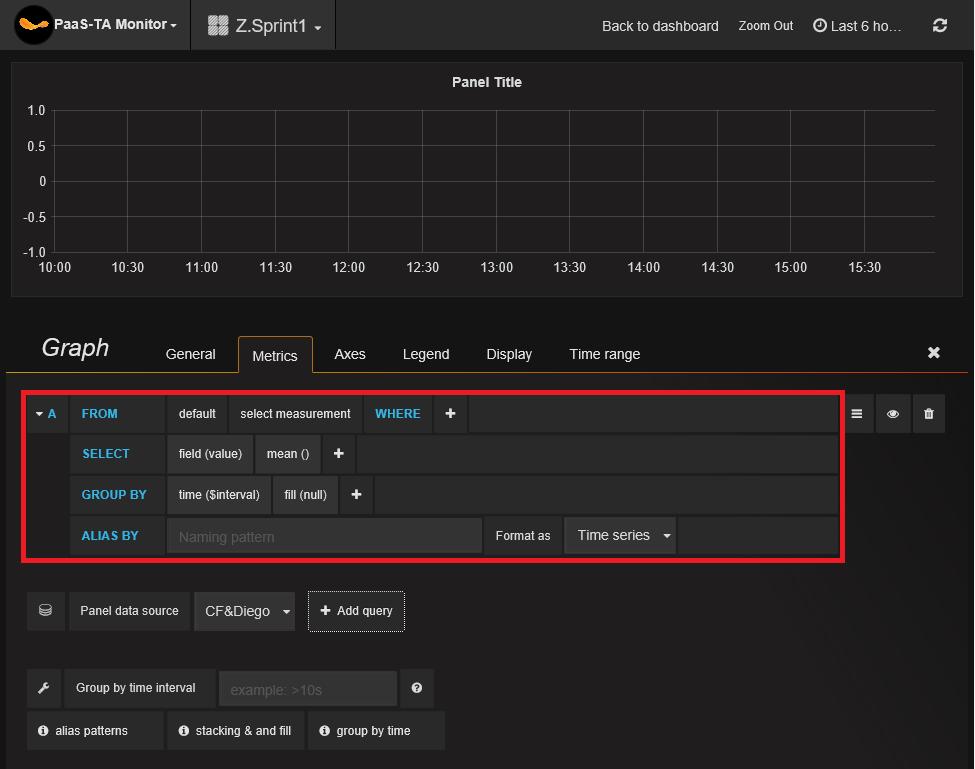 PaaS-TA Monitor Z.Sprint1 Back to dashboard Zoom Out Last 6 ho...
Panel Title
1.0
0.5
0
-0.5
-1.0
10:00 10:30 11:00 11:30 12:00 12:30 13:00 13:30 14:00 14:30 15:00 15:30
Graph General Metrics Axes Legend Display Time range
A FROM default select measurement WHERE +
SELECT field (value) mean () +
GROUP BY time ($interval) fill (null) +
ALIAS BY Naming pattern Format as Time series
Panel data source CF&Diego + Add query
Group by time interval example: >10s
alias patterns stacking & and fill group by time